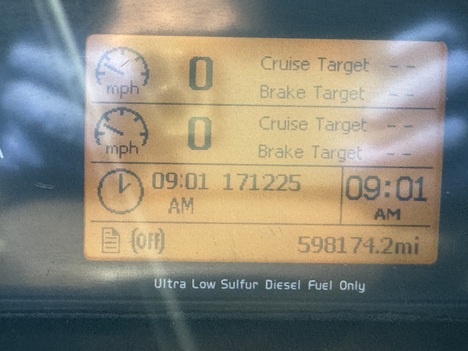 mph 0 Cruise Target --
Brake Target --
mph 0 Cruise Target --
Brake Target --
09:01 171225 09:01
AM AM
(Off) 598174.2mi
Ultra Low Sulfur Diesel Fuel Only